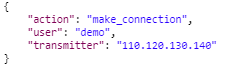 {
    "action": "make_connection",
    "user": "demo",
    "transmitter": "110.120.130.140"
}